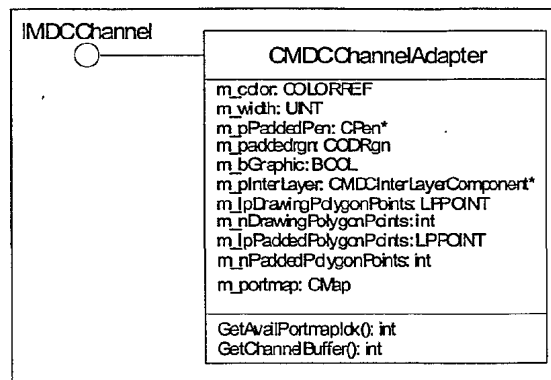 IMDCChannel
CMDCChannelAdapter
m_color: COLORREF
m_width: UINT
m_pPaddedPen: CPen*
m_paddedrgn: CODRgn
m_bGraphic: BOOL
m_pInterLayer: CMDCInterLayerComponent*
m_lpDrawingPolygonPoints: LPPOINT
m_nDrawingPolygonPoints: int
m_lpPaddedPolygonPoints: LPPOINT
m_nPaddedPolygonPoints: int
m_portmap: CMap
GetAvailPortmapIdx(): int
GetChannelBuffer(): int